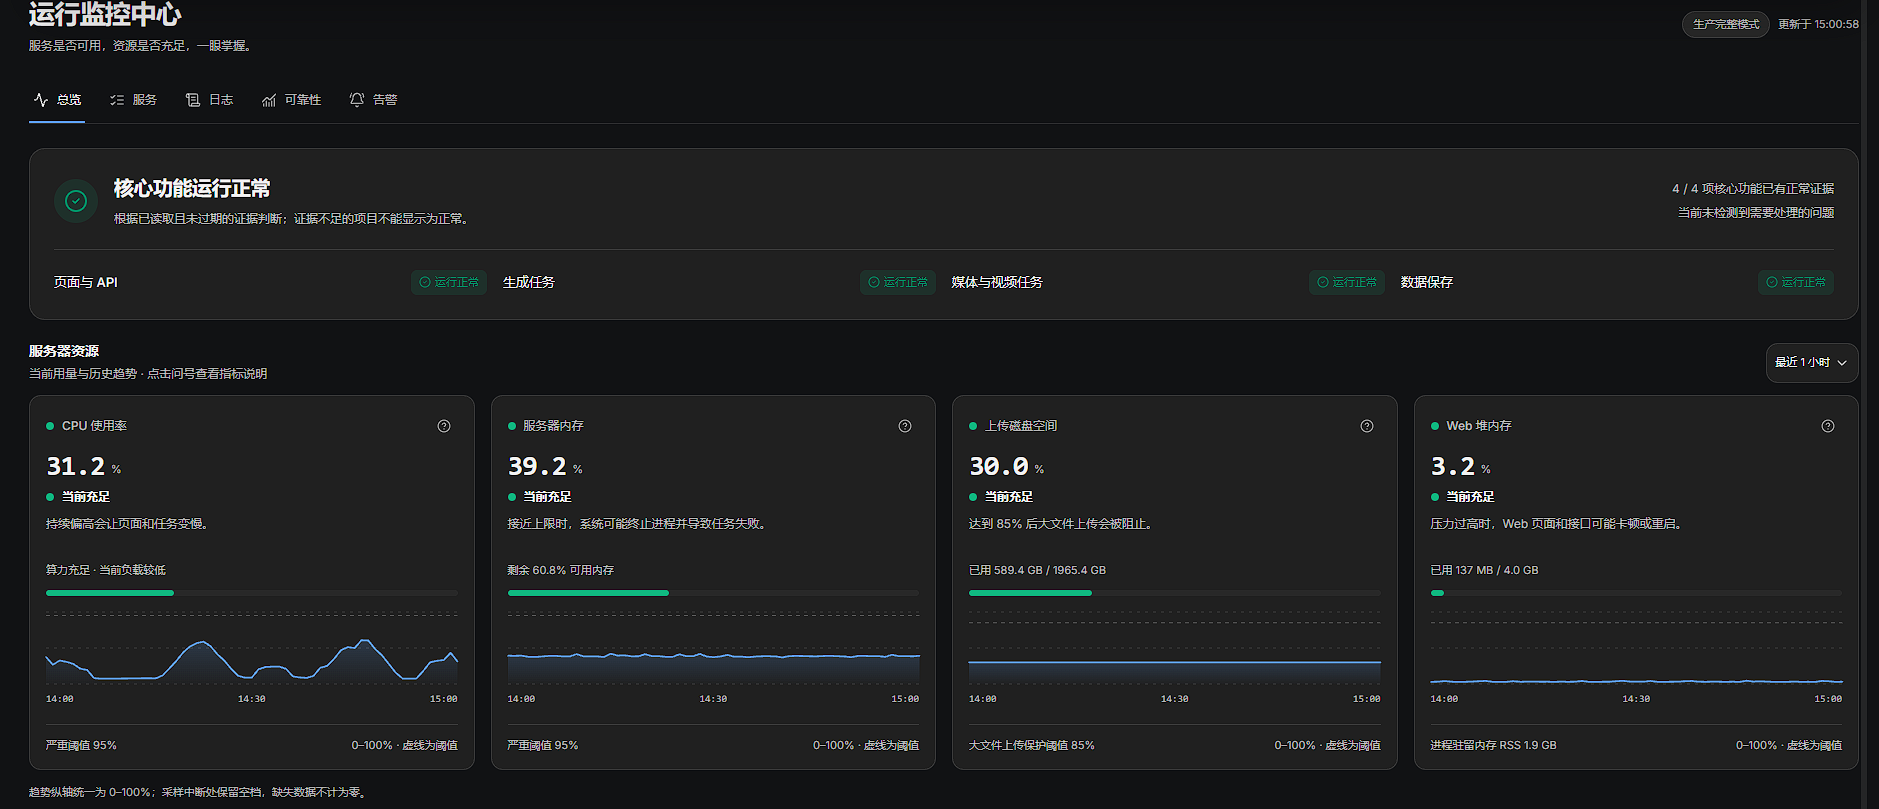 运行监控中心
服务是否可用，资源是否充足，一眼掌握。
生产完整模式
更新于 15:00:58
总览
服务
日志
可靠性
告警
核心功能运行正常
根据已读取且未过期的证据判断；证据不足的项目不能显示为正常。
4 / 4 项核心功能已有正常证据
当前未检测到需要处理的问题
页面与 API
运行正常
生成任务
运行正常
媒体与视频任务
运行正常
数据保存
运行正常
服务器资源
当前用量与历史趋势 · 点击问号查看指标说明
最近 1 小时
CPU 使用率
31.2 %
当前充足
持续偏高会让页面和任务变慢。
算力充足 · 当前负载较低
14:00 14:30 15:00
严重阈值 95%
0–100% · 虚线为阈值
服务器内存
39.2 %
当前充足
接近上限时，系统可能终止进程并导致任务失败。
剩余 60.8% 可用内存
14:00 14:30 15:00
严重阈值 95%
0–100% · 虚线为阈值
上传磁盘空间
30.0 %
当前充足
达到 85% 后大文件上传会被阻止。
已用 589.4 GB / 1965.4 GB
14:00 14:30 15:00
大文件上传保护阈值 85%
0–100% · 虚线为阈值
Web 堆内存
3.2 %
当前充足
压力过高时，Web 页面和接口可能卡顿或重启。
已用 137 MB / 4.0 GB
14:00 14:30 15:00
进程驻留内存 RSS 1.9 GB
0–100% · 虚线为阈值
趋势纵轴统一为 0–100%；采样中断处保留空档，缺失数据不计为零。